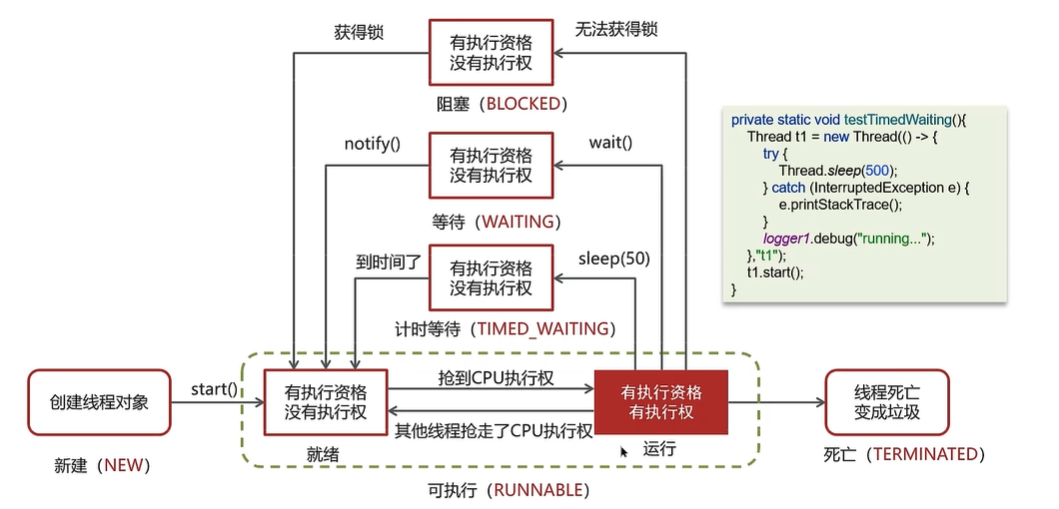 获得锁
有执行资格
没有执行权
无法获得锁
阻塞（BLOCKED）
notify()
有执行资格
没有执行权
wait()
等待（WAITING）
到时间了
有执行资格
没有执行权
sleep(50)
计时等待（TIMED_WAITING）
private static void testTimedWaiting(){
Thread t1 = new Thread(() -> {
try {
Thread.sleep(500);
} catch (InterruptedException e) {
e.printStackTrace();
}
logger1.debug("running...");
},"t1");
t1.start();
}
创建线程对象
新建（NEW）
start()
有执行资格
没有执行权
就绪
抢到CPU执行权
其他线程抢走了CPU执行权
有执行资格
有执行权
运行
可执行（RUNNABLE）
线程死亡
变成垃圾
死亡（TERMINATED）